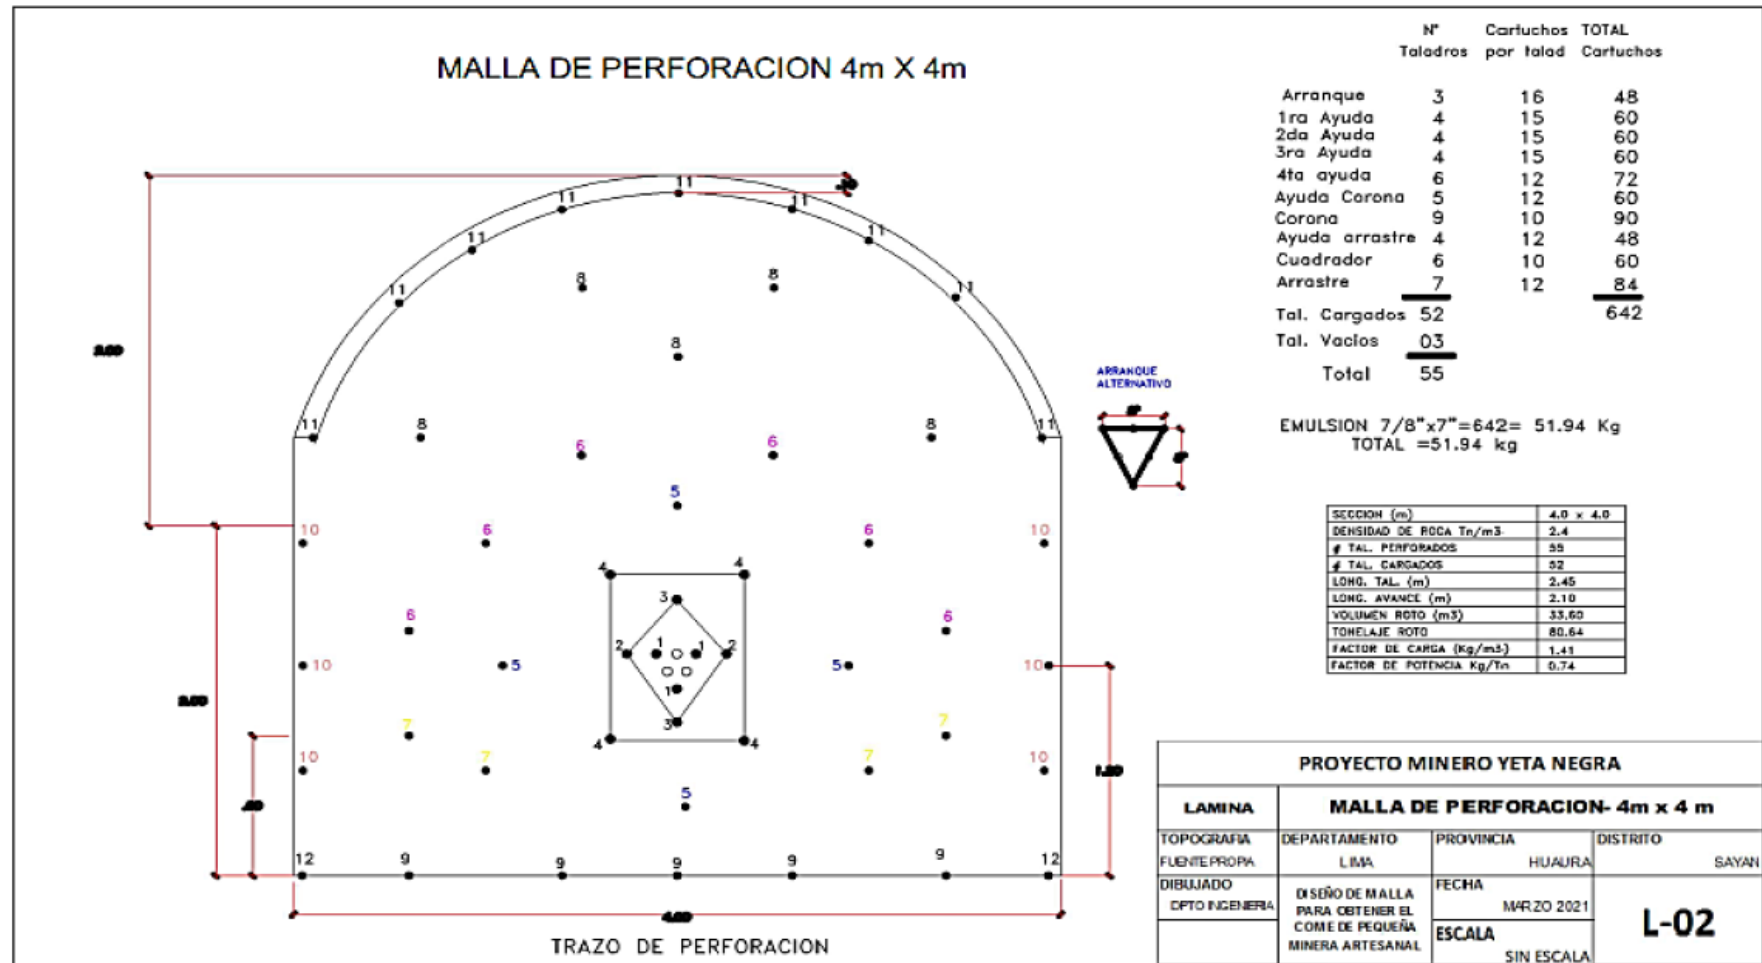 MALLA DE PERFORACION 4m X 4m
N° Cartuchos TOTAL
Taladros por talad Cartuchos
Arranque 3 16 48
1ra Ayuda 4 15 60
2da Ayuda 4 15 60
3ra Ayuda 4 15 60
4ta ayuda 6 12 72
Ayuda Corona 5 12 60
Corona 9 10 90
Ayuda arrastre 4 12 48
Cuadrador 6 10 60
Arrastre 7 12 84
Tal. Cargados 52 642
Tal. Vacios 03
Total 55
EMULSION 7/8"x7"=642= 51.94 Kg
TOTAL =51.94 kg
ARRANQUE
ALTERNATIVO
11
11 11
11 11
11 11
11 11
8 8
8
8 8
6 6
5
10 6 6 10
4 4
3
6 6
2 1 1 2
10 5 5 10
1
3
4 4
7 7
10 7 7 10
5
12 9 9 9 9 9 12
TRAZO DE PERFORACION
SECCION (m) 4.0 x 4.0
DENSIDAD DE ROCA Tn/m3 2.4
# TAL. PERFORADOS 55
# TAL. CARGADOS 52
LONG. TAL. (m) 2.45
LONG. AVANCE (m) 2.10
VOLUMEN ROTO (m3) 33.60
TONELAJE ROTO 80.64
FACTOR DE CARGA (Kg/m3) 1.41
FACTOR DE POTENCIA Kg/Tn 0.74
PROYECTO MINERO YETA NEGRA
LAMINA MALLA DE PERFORACION- 4m x 4 m
TOPOGRAFIA DEPARTAMENTO PROVINCIA DISTRITO
FUENTE PROPIA LIMA HUAURA SAYAN
DIBUJADO
DPTO INGENIERIA
DISEÑO DE MALLA
PARA OBTENER EL
COME DE PEQUEÑA
MINERA ARTESANAL
FECHA
MARZO 2021
ESCALA
SIN ESCALA
L-02